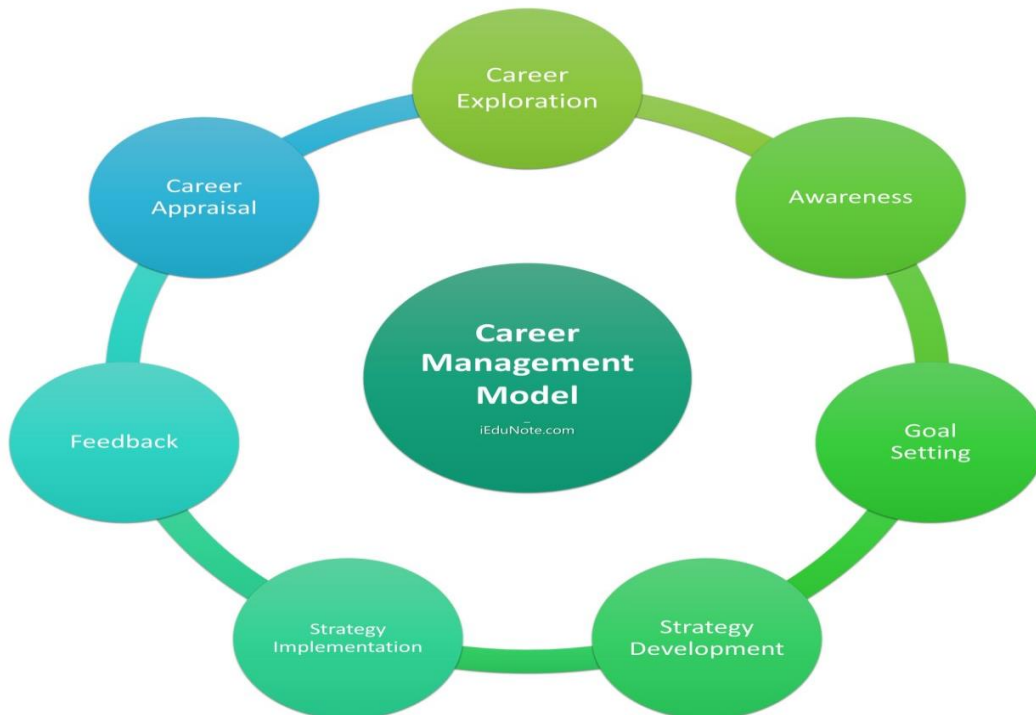 Career
Exploration
Awareness
Goal
Setting
Strategy
Development
Strategy
Implementation
Feedback
Career
Appraisal
Career
Management
Model
–
iEduNote.com